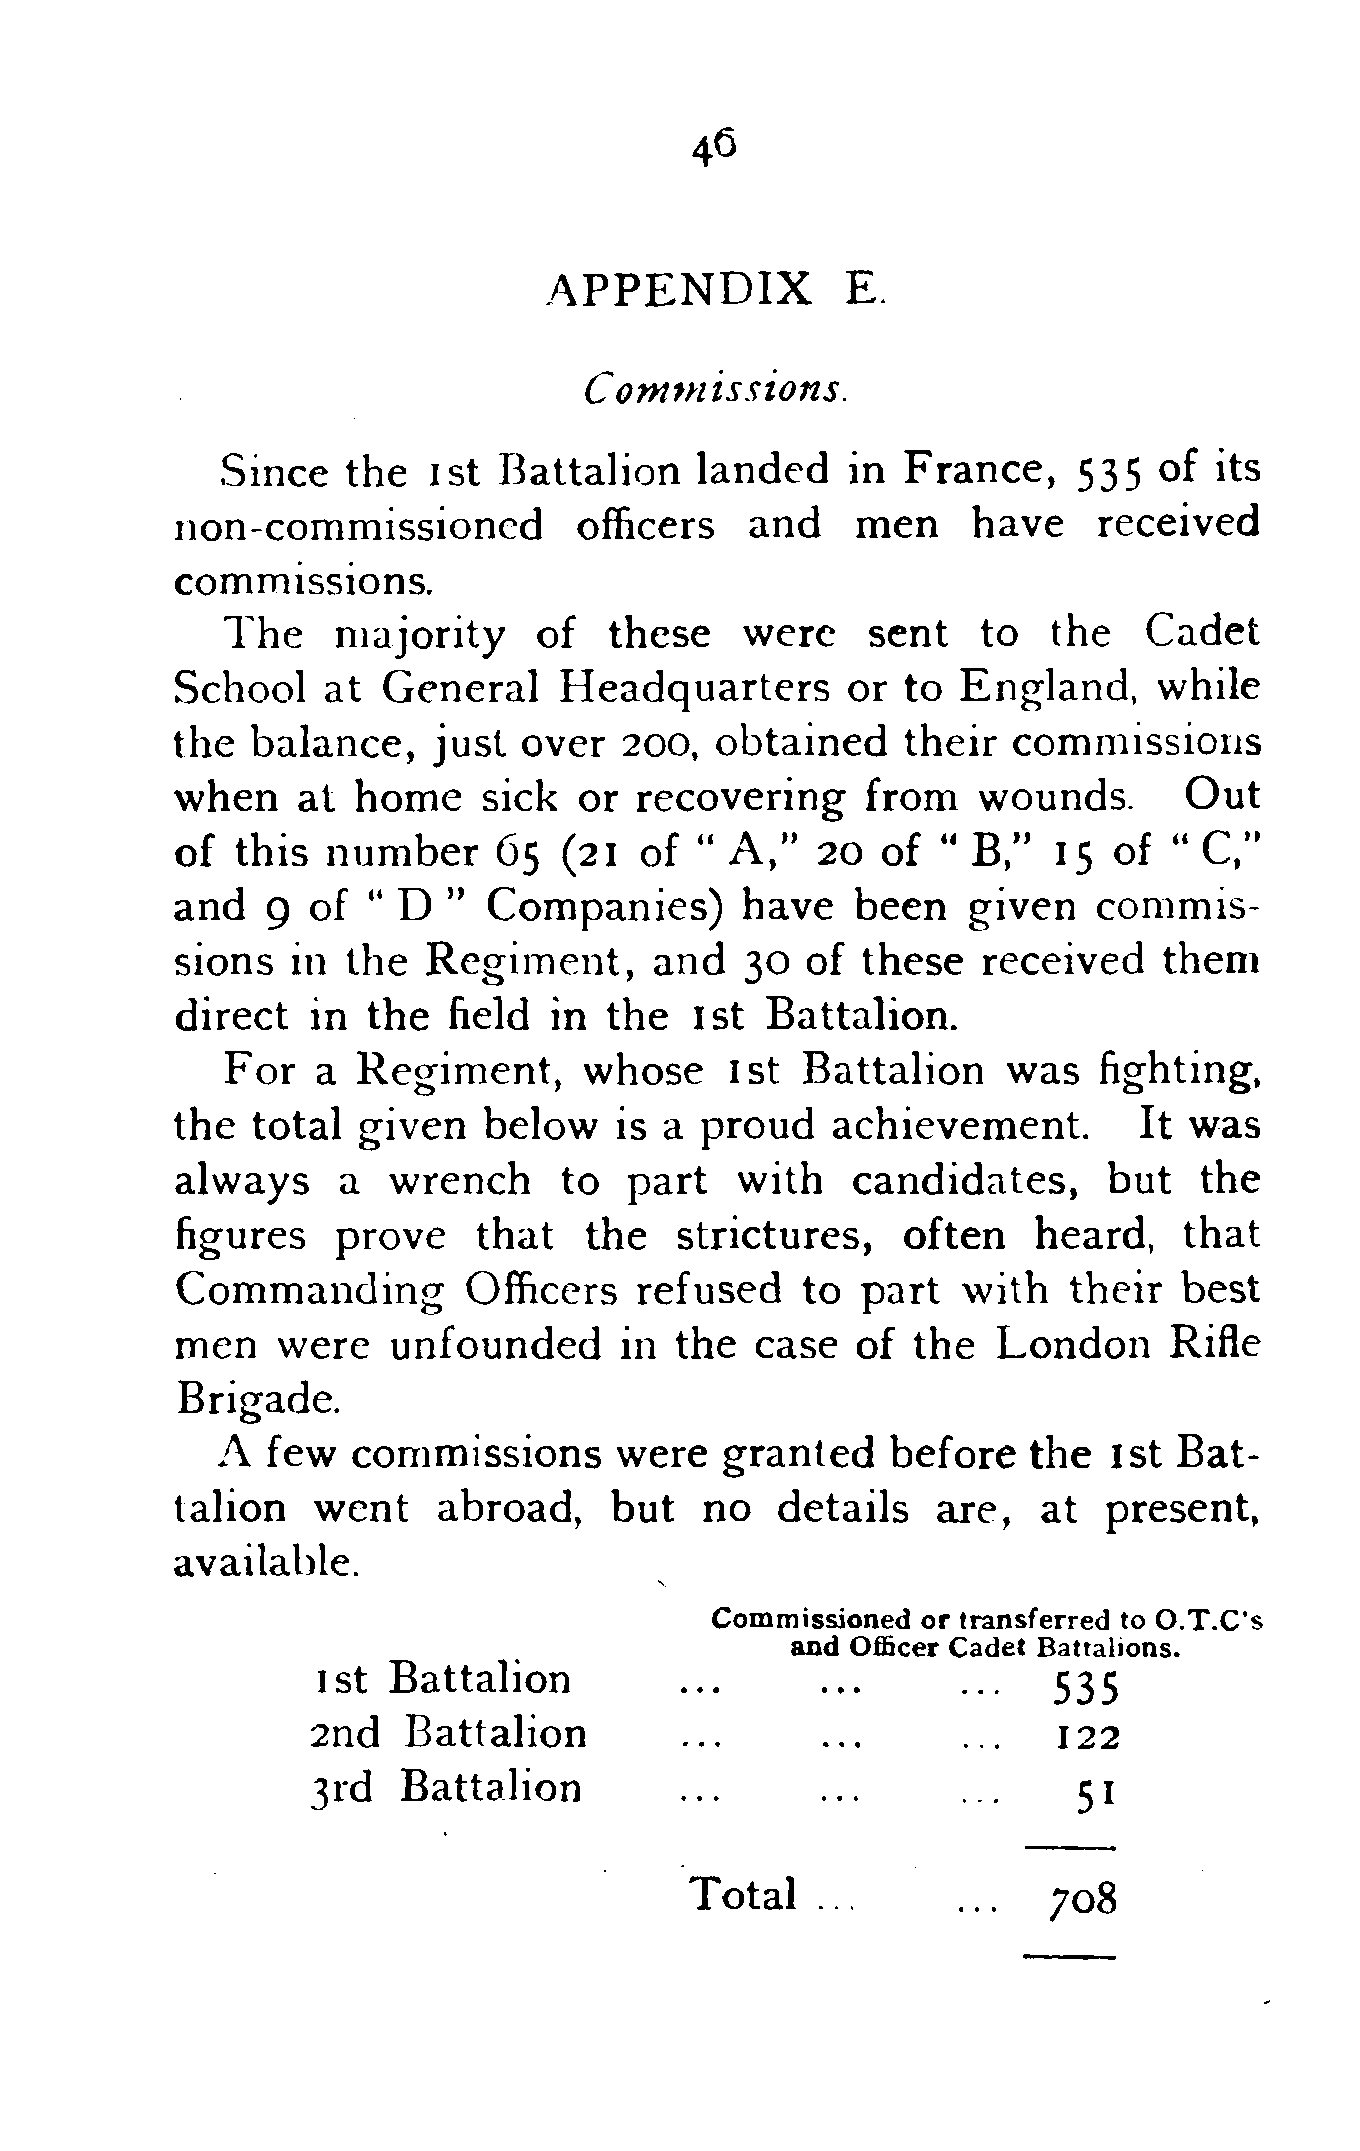 46
APPENDIX E.
Commissions.
Since the 1st Battalion landed in France, 535 of its
non-commissioned officers and men have received
commissions.
The majority of these were sent to the Cadet
School at General Headquarters or to England, while
the balance, just over 200, obtained their commissions
when at home sick or recovering from wounds. Out
of this number 65 (21 of " A," 20 of " B," 15 of " C,"
and 9 of " D " Companies) have been given commis-
sions in the Regiment, and 30 of these received them
direct in the field in the 1st Battalion.
For a Regiment, whose 1st Battalion was fighting,
the total given below is a proud achievement. It was
always a wrench to part with candidates, but the
figures prove that the strictures, often heard, that
Commanding Officers refused to part with their best
men were unfounded in the case of the London Rifle
Brigade.
A few commissions were granted before the 1st Bat-
talion went abroad, but no details are, at present,
available.
Commissioned or transferred to O.T.C's
and Officer Cadet Battalions.
1st Battalion ... ... ... 535
2nd Battalion ... ... ... 122
3rd Battalion ... ... ... 51
Total ... ... 708